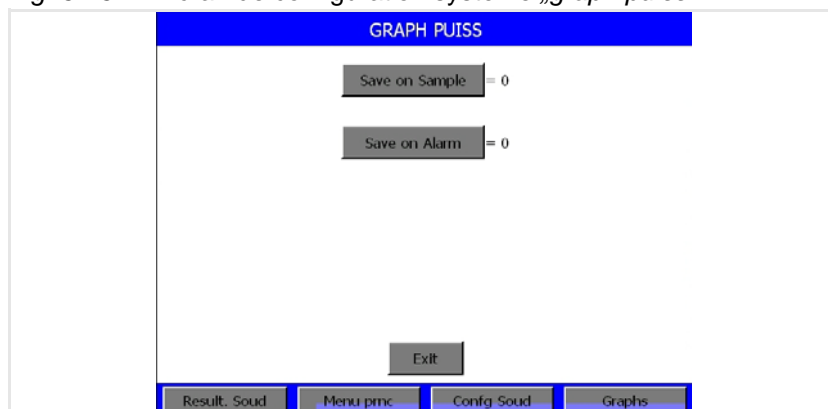 GRAPH PUISS
Save on Sample = 0
Save on Alarm = 0
Exit
Result. Soud Menu prnc Confg Soud Graphs